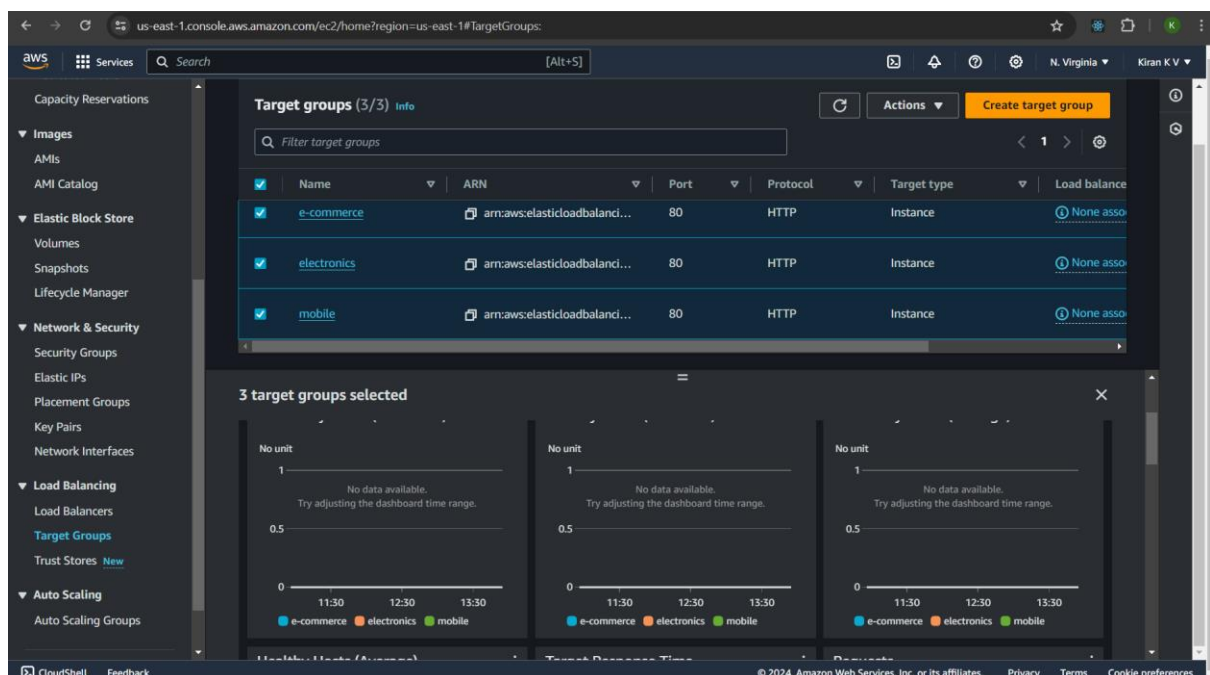 us-east-1.console.aws.amazon.com/ec2/home?region=us-east-1#TargetGroups:
K
aws Services Search [Alt+S] N. Virginia ▼ Kiran K V ▼
Capacity Reservations
▼ Images
AMIs
AMI Catalog
▼ Elastic Block Store
Volumes
Snapshots
Lifecycle Manager
▼ Network & Security
Security Groups
Elastic IPs
Placement Groups
Key Pairs
Network Interfaces
▼ Load Balancing
Load Balancers
Target Groups
Trust Stores New
▼ Auto Scaling
Auto Scaling Groups
Target groups (3/3) Info
Actions ▼ Create target group
Filter target groups
< 1 >
Name ARN Port Protocol Target type Load balance
e-commerce arn:aws:elasticloadbalanci... 80 HTTP Instance None asso
electronics arn:aws:elasticloadbalanci... 80 HTTP Instance None asso
mobile arn:aws:elasticloadbalanci... 80 HTTP Instance None asso
3 target groups selected
No unit
1
No data available.
Try adjusting the dashboard time range.
0.5
0
11:30 12:30 13:30
e-commerce electronics mobile
No unit
1
No data available.
Try adjusting the dashboard time range.
0.5
0
11:30 12:30 13:30
e-commerce electronics mobile
No unit
1
No data available.
Try adjusting the dashboard time range.
0.5
0
11:30 12:30 13:30
e-commerce electronics mobile
Healthy Hosts (Average) Target Response Time Requests
CloudShell Feedback © 2024, Amazon Web Services, Inc. or its affiliates. Privacy Terms Cookie preferences